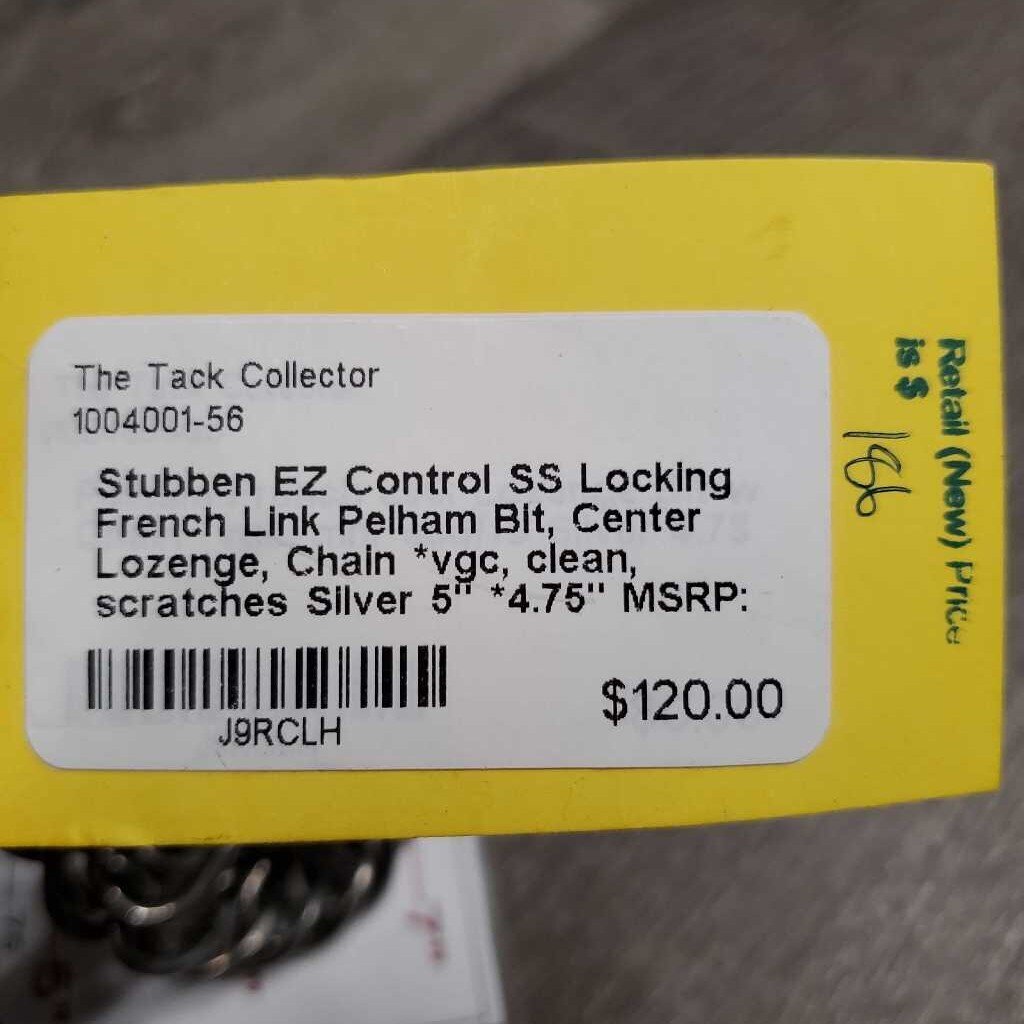 The Tack Collector
1004001-56
Stubben EZ Control SS Locking
French Link Pelham Bit, Center
Lozenge, Chain *vgc, clean,
scratches Silver 5" *4.75" MSRP:
$120.00
J9RCLH
Retail (New) Price
is $
186